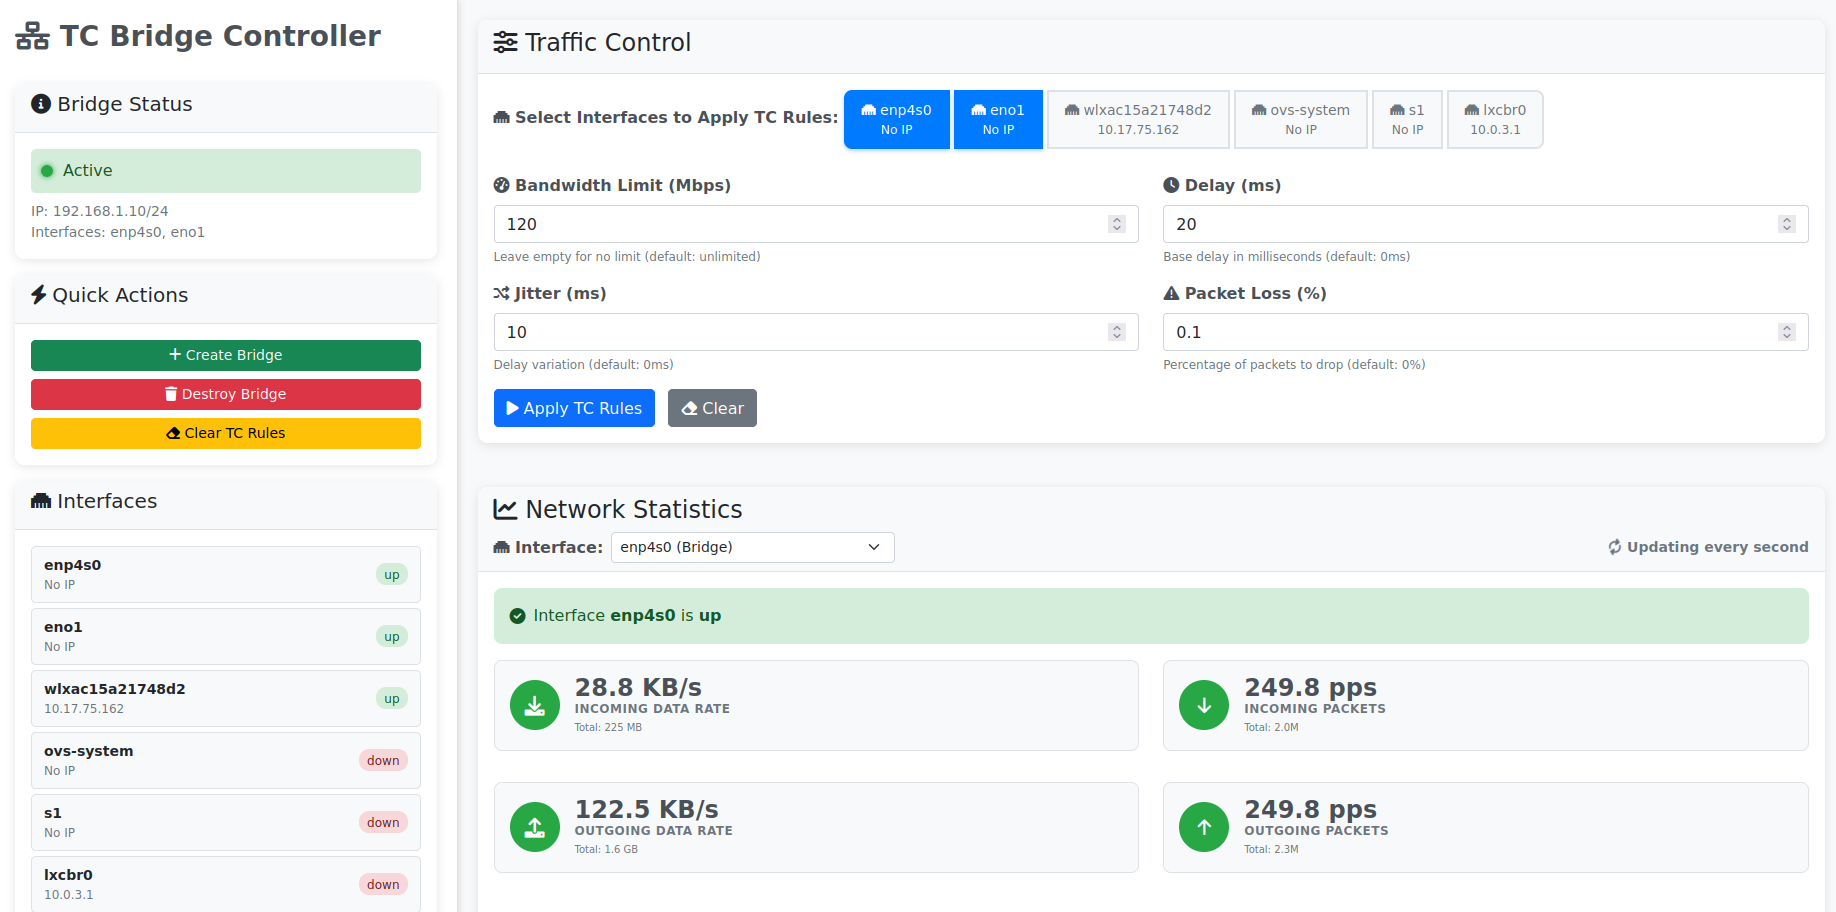 TC Bridge Controller
Bridge Status
Active
IP: 192.168.1.10/24
Interfaces: enp4s0, eno1
Quick Actions
Create Bridge
Destroy Bridge
Clear TC Rules
Interfaces
enp4s0
No IP
up
eno1
No IP
up
wlxac15a21748d2
10.17.75.162
up
ovs-system
No IP
down
s1
No IP
down
lxcbr0
10.0.3.1
down
Traffic Control
Select Interfaces to Apply TC Rules:
enp4s0
No IP
eno1
No IP
wlxac15a21748d2
10.17.75.162
ovs-system
No IP
s1
No IP
lxcbr0
10.0.3.1
Bandwidth Limit (Mbps)
120
Leave empty for no limit (default: unlimited)
Delay (ms)
20
Base delay in milliseconds (default: 0ms)
Jitter (ms)
10
Delay variation (default: 0ms)
Packet Loss (%)
0.1
Percentage of packets to drop (default: 0%)
Apply TC Rules
Clear
Network Statistics
Interface: enp4s0 (Bridge)
Updating every second
Interface enp4s0 is up
28.8 KB/s
INCOMING DATA RATE
Total: 225 MB
249.8 pps
INCOMING PACKETS
Total: 2.0M
122.5 KB/s
OUTGOING DATA RATE
Total: 1.6 GB
249.8 pps
OUTGOING PACKETS
Total: 2.3M